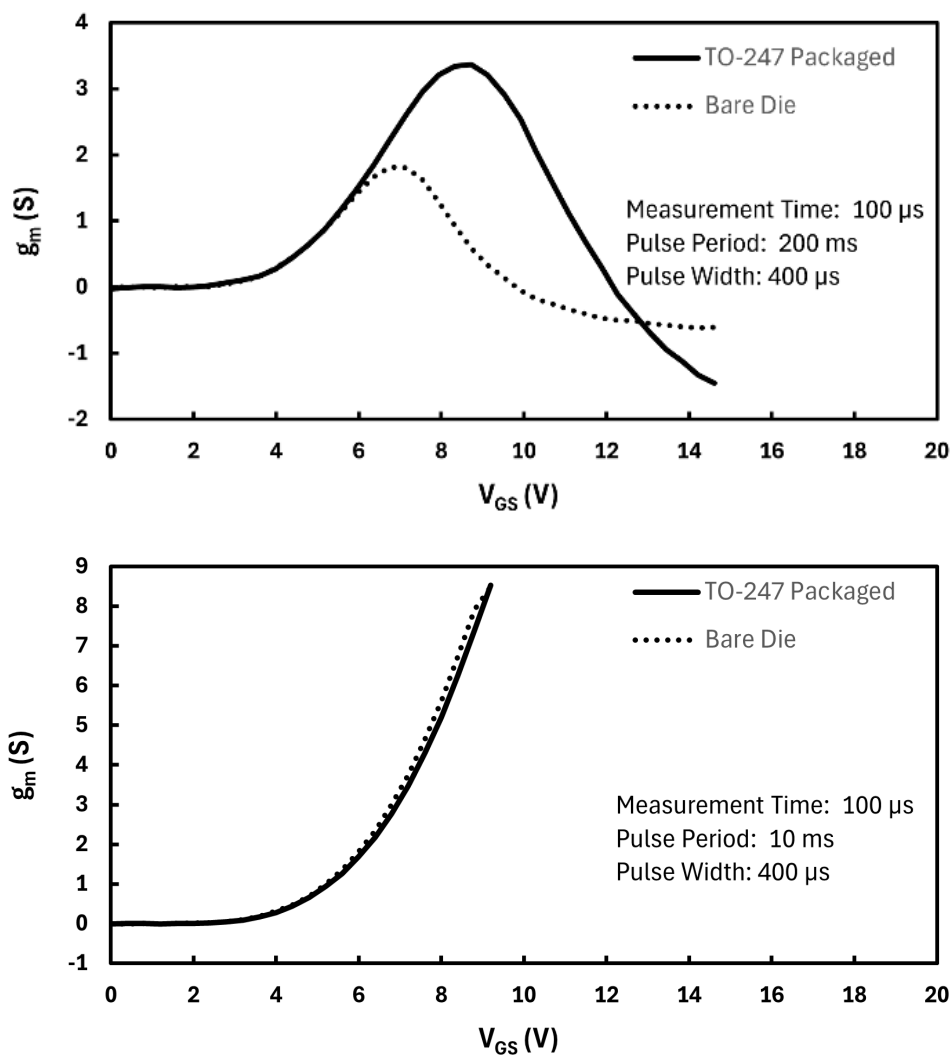 4
3
2
1
0
-1
-2
gm (S)
TO-247 Packaged
Bare Die
Measurement Time: 100 µs
Pulse Period: 200 ms
Pulse Width: 400 µs
0 2 4 6 8 10 12 14 16 18 20
VGS (V)
9
8
7
6
5
4
3
2
1
0
-1
gm (S)
TO-247 Packaged
Bare Die
Measurement Time: 100 µs
Pulse Period: 10 ms
Pulse Width: 400 µs
0 2 4 6 8 10 12 14 16 18 20
VGS (V)